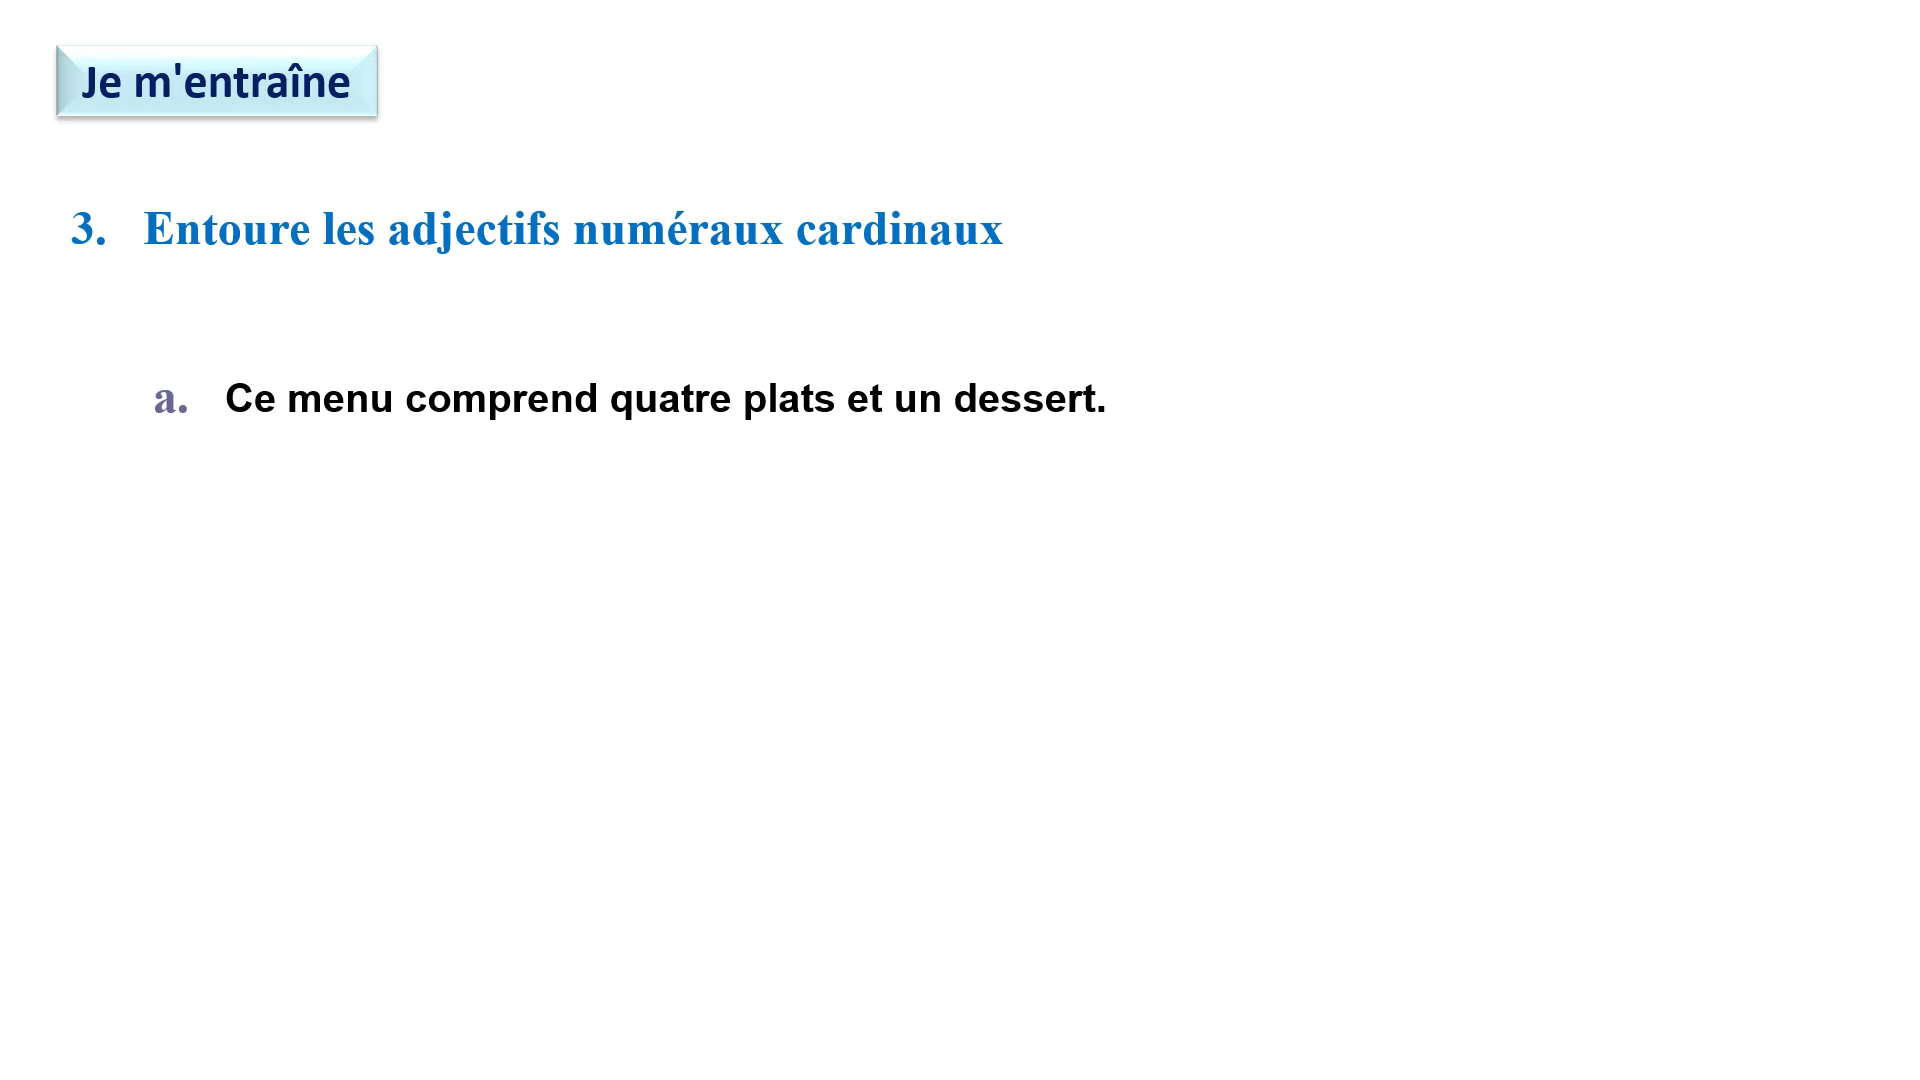 Je m'entraîne
3. Entoure les adjectifs numéraux cardinaux
a. Ce menu comprend quatre plats et un dessert.